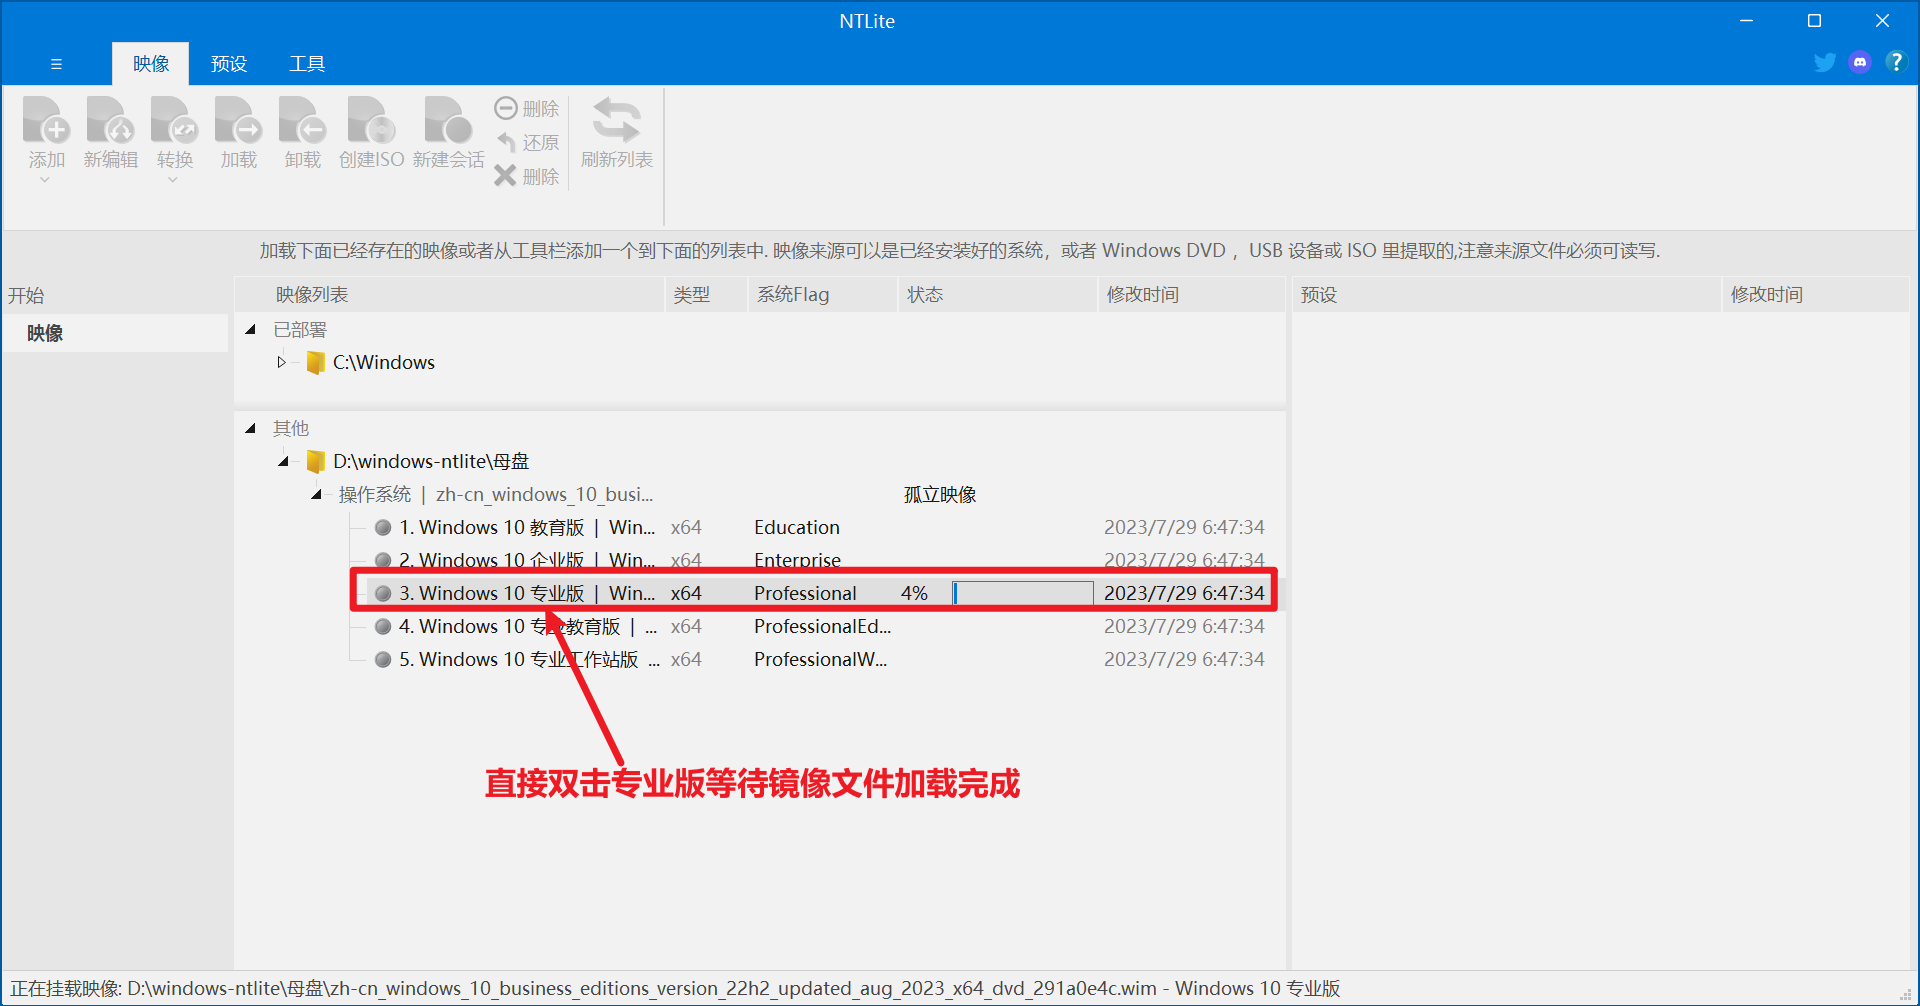 NTLite
映像 预设 工具
添加 新编辑 转换 加载 卸载 创建ISO 新建会话 删除 还原 删除 刷新列表
加载下面已经存在的映像或者从工具栏添加一个到下面的列表中. 映像来源可以是已经安装好的系统，或者 Windows DVD ，USB 设备或 ISO 里提取的,注意来源文件必须可读写.
开始
映像
映像列表 类型 系统Flag 状态 修改时间 预设 修改时间
已部署
C:\Windows
其他
D:\windows-ntlite\母盘
操作系统 | zh-cn_windows_10_busi... 孤立映像
1. Windows 10 教育版 | Win... x64 Education 2023/7/29 6:47:34
2. Windows 10 企业版 | Win... x64 Enterprise 2023/7/29 6:47:34
3. Windows 10 专业版 | Win... x64 Professional 4% 2023/7/29 6:47:34
4. Windows 10 专业教育版 | ... x64 ProfessionalEd... 2023/7/29 6:47:34
5. Windows 10 专业工作站版 ... x64 ProfessionalW... 2023/7/29 6:47:34
直接双击专业版等待镜像文件加载完成
正在挂载映像: D:\windows-ntlite\母盘\zh-cn_windows_10_business_editions_version_22h2_updated_aug_2023_x64_dvd_291a0e4c.wim - Windows 10 专业版